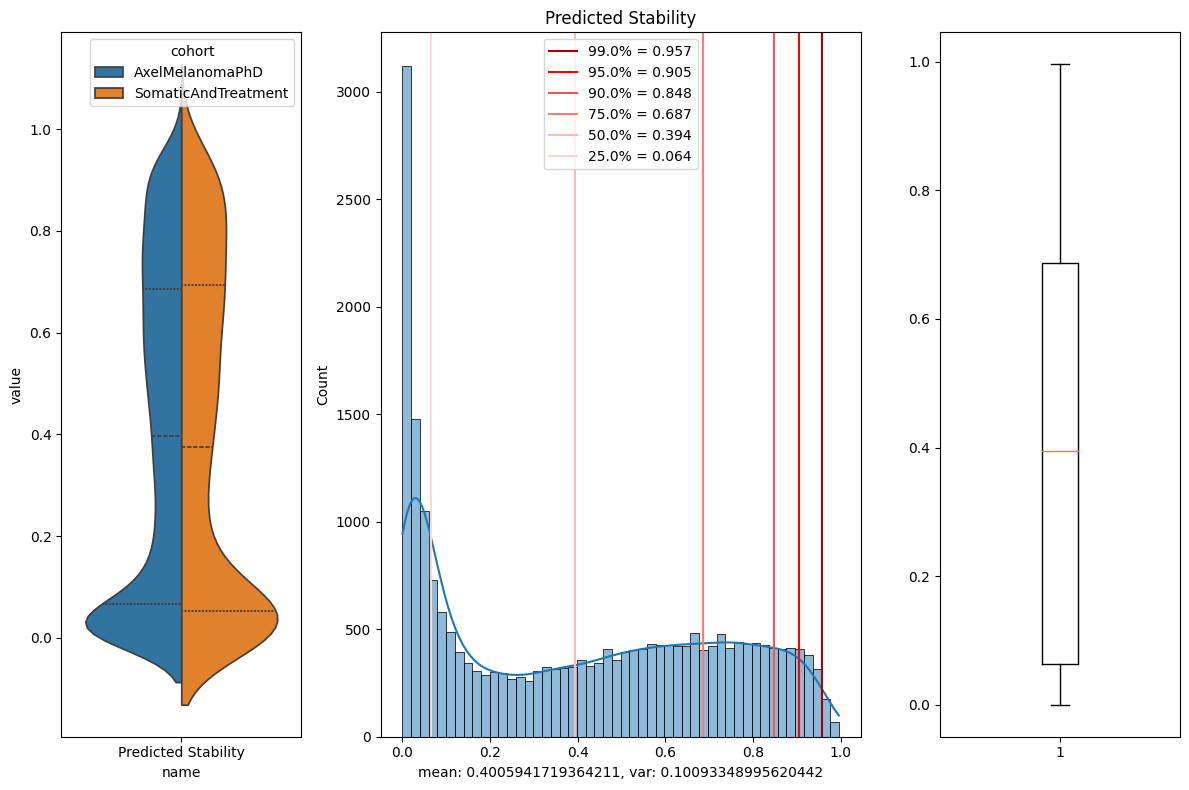 cohort
AxelMelanomaPhD
SomaticAndTreatment
value
1.0
0.8
0.6
0.4
0.2
0.0
Predicted Stability
name
Predicted Stability
99.0% = 0.957
95.0% = 0.905
90.0% = 0.848
75.0% = 0.687
50.0% = 0.394
25.0% = 0.064
Count
3000
2500
2000
1500
1000
500
0
0.0 0.2 0.4 0.6 0.8 1.0
mean: 0.4005941719364211, var: 0.10093348995620442
1.0
0.8
0.6
0.4
0.2
0.0
1